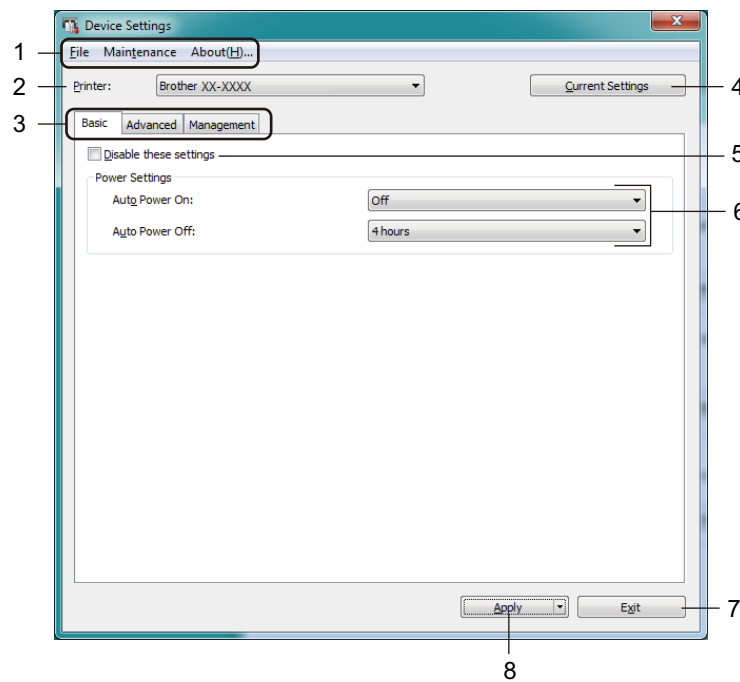 Device Settings
1 File Maintenance About(H)...
2 Printer: Brother XX-XXXX Current Settings 4
3 Basic Advanced Management
Disable these settings 5
Power Settings
Auto Power On: Off
6
Auto Power Off: 4 hours
Apply Exit 7
8